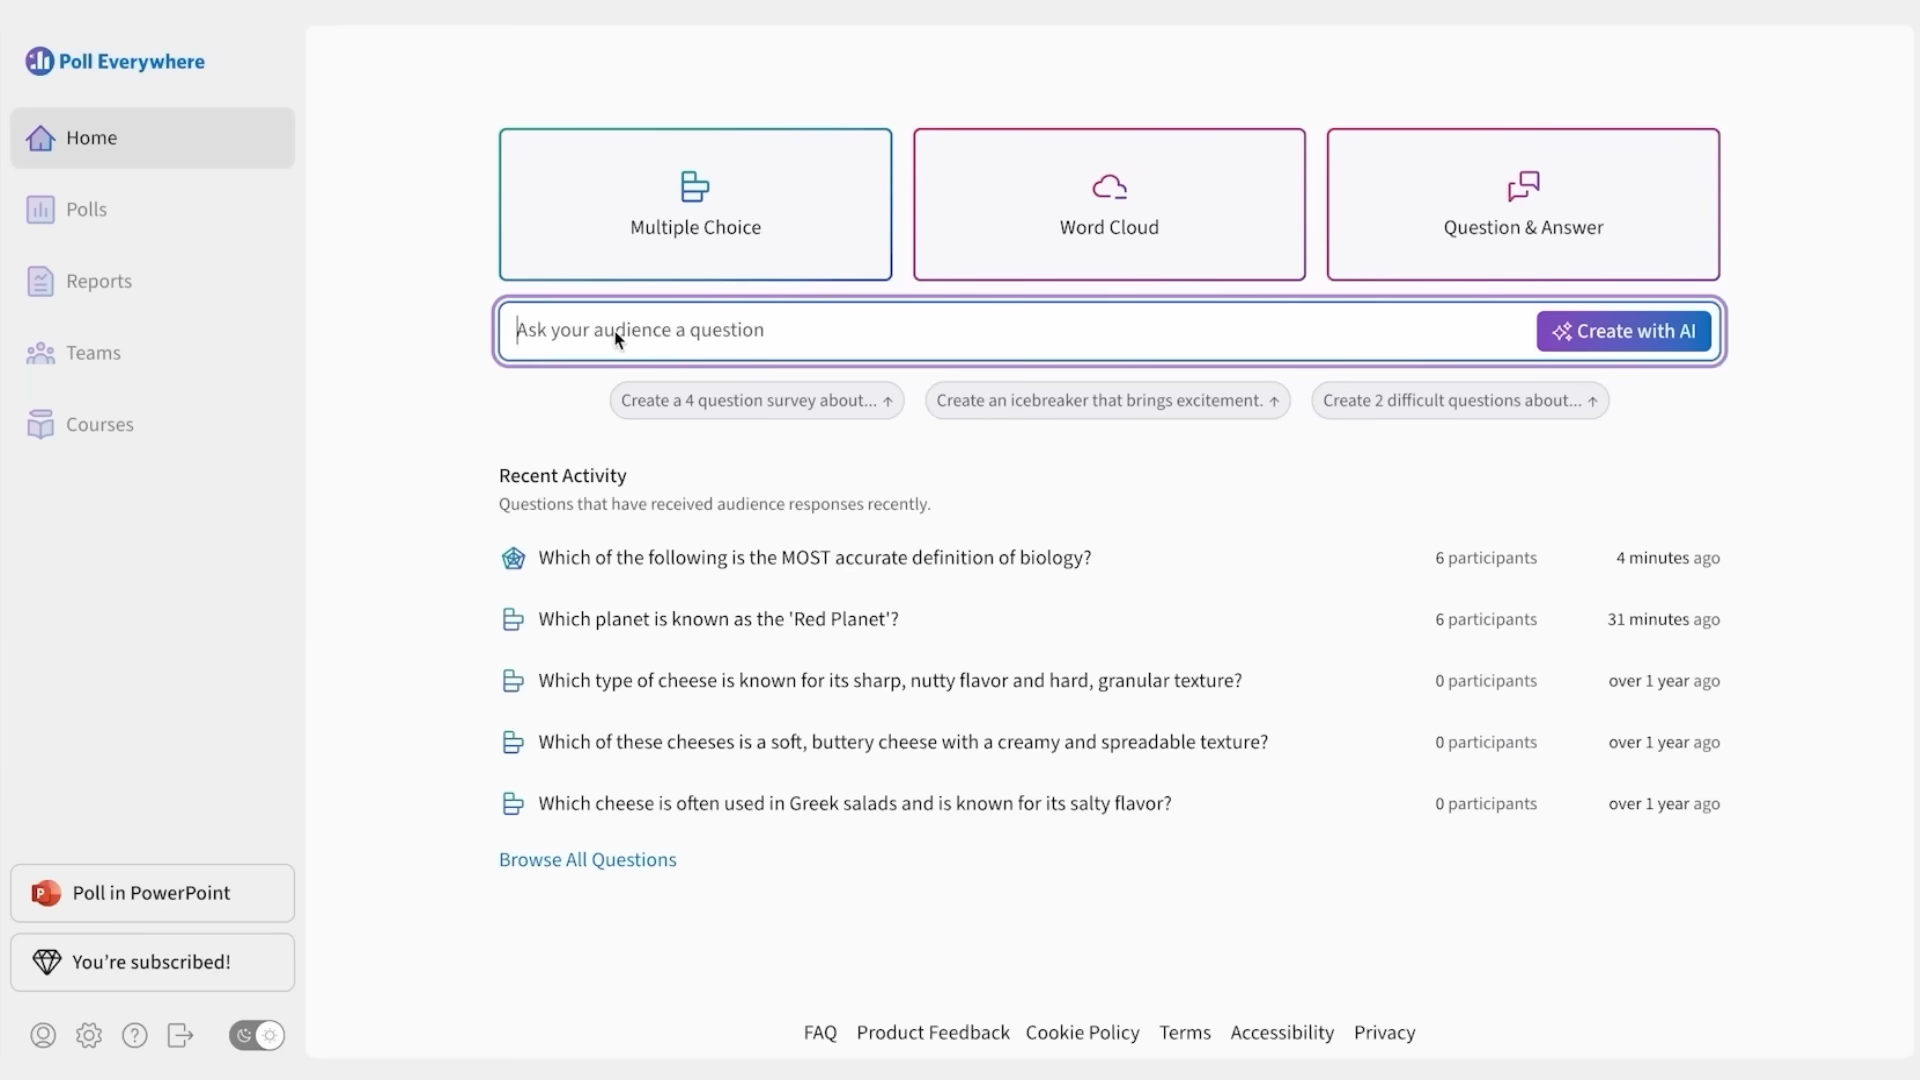 Poll Everywhere
Home
Polls
Reports
Teams
Courses
Poll in PowerPoint
You're subscribed!
Multiple Choice
Word Cloud
Question & Answer
Ask your audience a question
Create with AI
Create a 4 question survey about... ↑
Create an icebreaker that brings excitement. ↑
Create 2 difficult questions about... ↑
Recent Activity
Questions that have received audience responses recently.
Which of the following is the MOST accurate definition of biology? 6 participants 4 minutes ago
Which planet is known as the 'Red Planet'? 6 participants 31 minutes ago
Which type of cheese is known for its sharp, nutty flavor and hard, granular texture? 0 participants over 1 year ago
Which of these cheeses is a soft, buttery cheese with a creamy and spreadable texture? 0 participants over 1 year ago
Which cheese is often used in Greek salads and is known for its salty flavor? 0 participants over 1 year ago
Browse All Questions
FAQ Product Feedback Cookie Policy Terms Accessibility Privacy